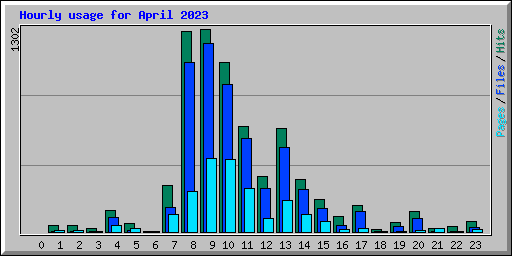 Hourly usage for April 2023
1302
Pages / Files / Hits
0 1 2 3 4 5 6 7 8 9 10 11 12 13 14 15 16 17 18 19 20 21 22 23